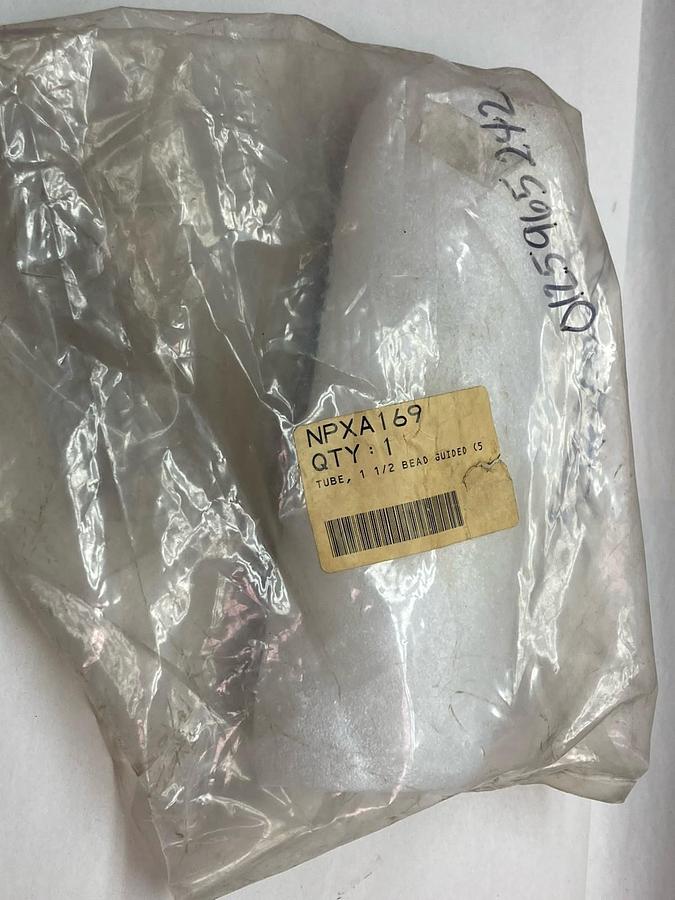 NPXA169
QTY: 1
TUBE, 1 1/2 BEAD GUIDED (5